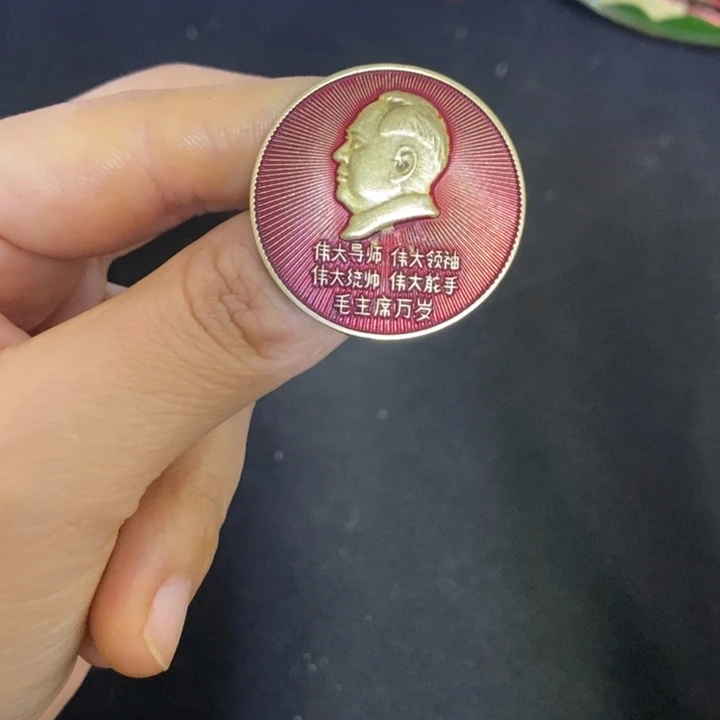 伟大导师 伟大领袖
伟大统帅 伟大舵手
毛主席万岁